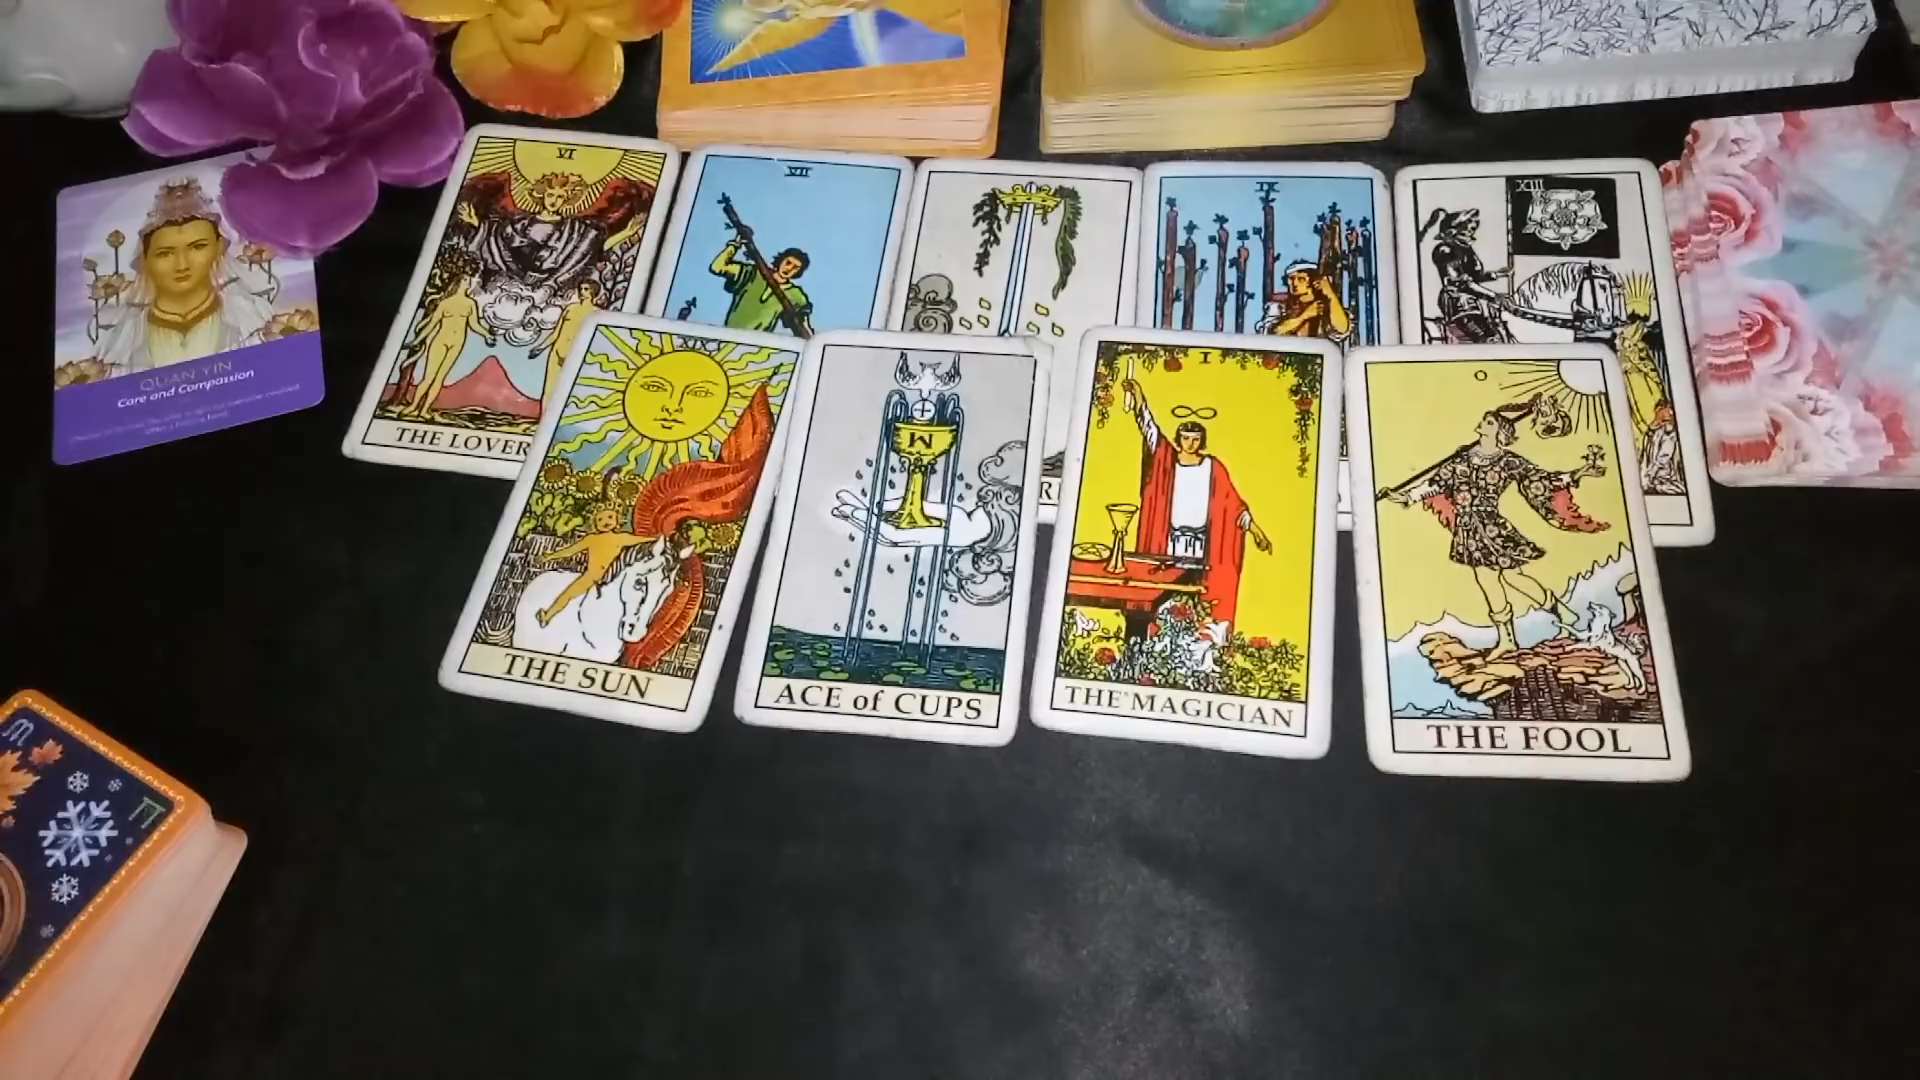 VI
VII
IX
XIII
QUAN YIN
Care and Compassion
THE LOVER
XIX
I
O
M
R
THE SUN
ACE of CUPS
THE MAGICIAN
THE FOOL